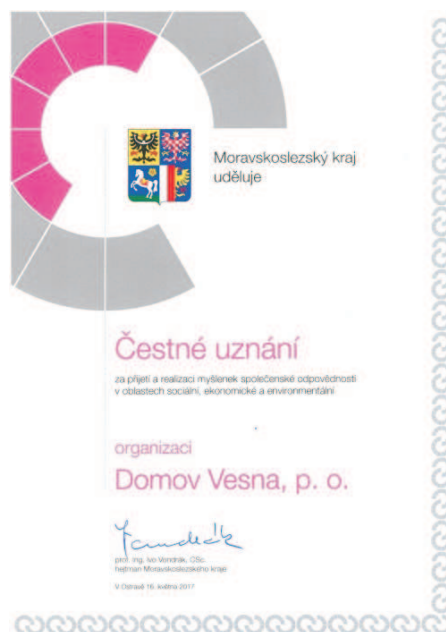 Moravskoslezský kraj
uděluje
Čestné uznání
za přijetí a realizaci myšlenek společenské odpovědnosti
v oblastech sociální, ekonomické a environmentální
organizaci
Domov Vesna, p. o.
prof. Ing. Ivo Vondrák, CSc.
hejtman Moravskoslezského kraje
V Ostravě 16. května 2017